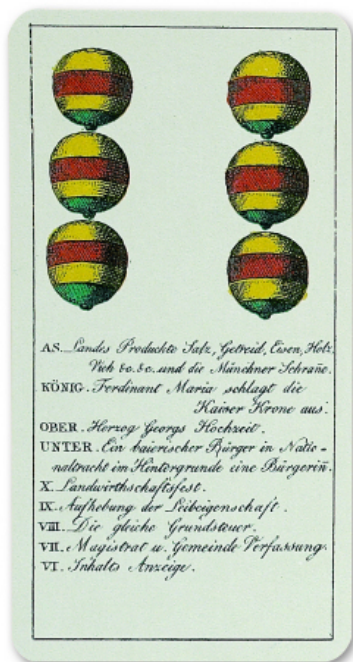 AS. Landes Produckte Salz, Getreid, Eisen, Holz
Vieh &c. &c. und die Münchner Schrañe.
KÖNIG. Ferdinant Maria schlagt die
Kaiser Krone aus.
OBER. Herzog Georgs Hochzeit.
UNTER. Ein baierischer Bürger in Natio-
naltracht im Hintergrunde eine Bürgerin̄.
X. Landwirthschaftsfest.
IX. Aufhebung der Leibeigenschaft.
VIII. Die gleiche Grundsteuer.
VII. Magistrat u. Gemeinde Verfassung.
VI. Inhalts Anzeige.